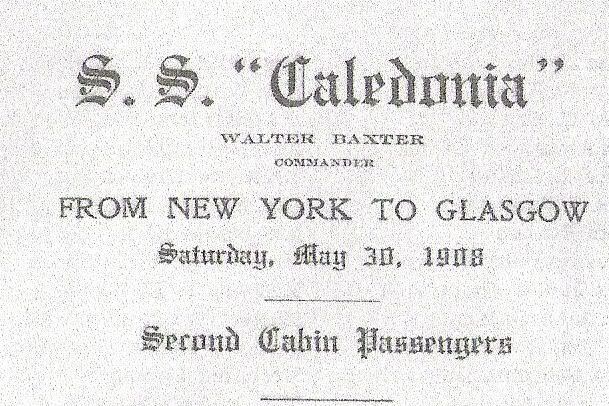 S. S. "Caledonia"
WALTER BAXTER
COMMANDER
FROM NEW YORK TO GLASGOW
Saturday, May 30, 1908
Second Cabin Passengers